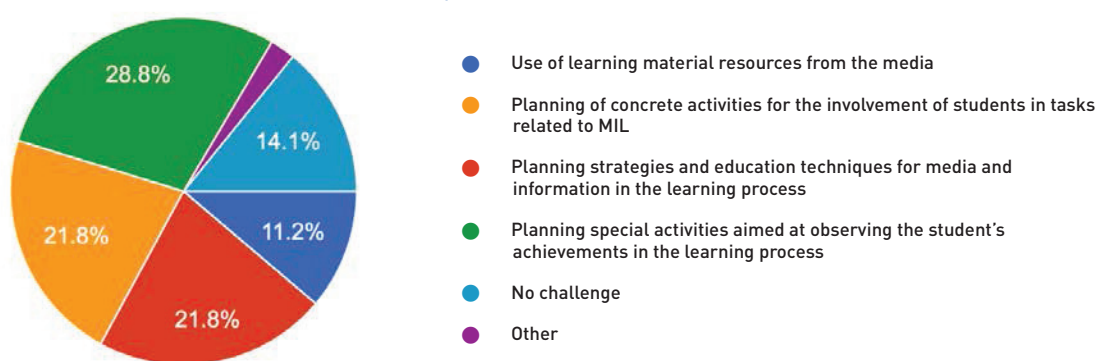 28.8%
14.1%
11.2%
21.8%
21.8%
Use of learning material resources from the media
Planning of concrete activities for the involvement of students in tasks
related to MIL
Planning strategies and education techniques for media and
information in the learning process
Planning special activities aimed at observing the student’s
achievements in the learning process
No challenge
Other